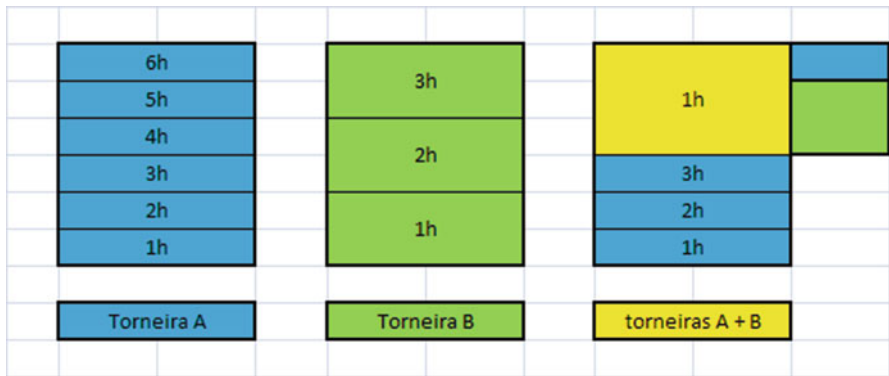 6h
5h
4h
3h
2h
1h
Torneira A
3h
2h
1h
Torneira B
1h
3h
2h
1h
torneiras A + B